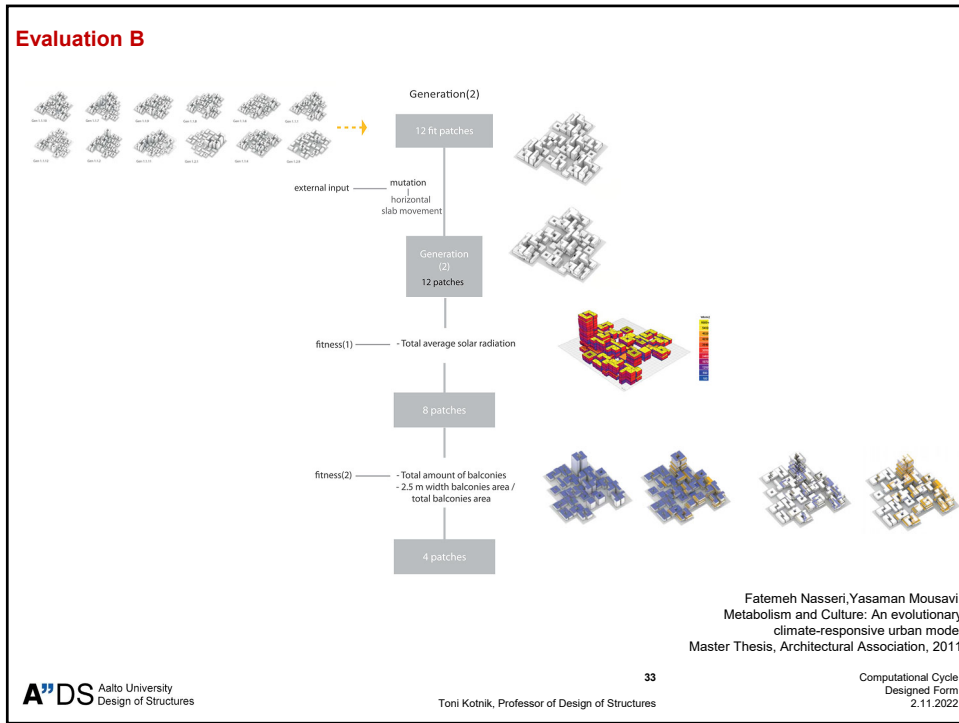 Evaluation B
Generation(2)
12 fit patches
external input
mutation
horizontal
slab movement
Generation
(2)
12 patches
fitness(1)
- Total average solar radiation
8 patches
fitness(2)
- Total amount of balconies
- 2.5 m width balconies area /
total balconies area
4 patches
Fatemeh Nasseri,Yasaman Mousavi
Metabolism and Culture: An evolutionary
climate-responsive urban mode
Master Thesis, Architectural Association, 2011
33
A"DS Aalto University
Design of Structures
Toni Kotnik, Professor of Design of Structures
Computational Cycle
Designed Form
2.11.2022